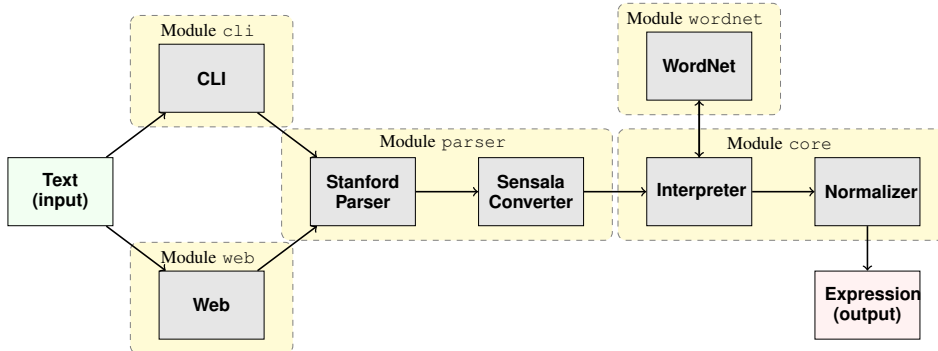 Module cli
CLI
Module wordnet
WordNet
Module parser
Module core
Text
(input)
Stanford
Parser
Sensala
Converter
Interpreter
Normalizer
Module web
Web
Expression
(output)